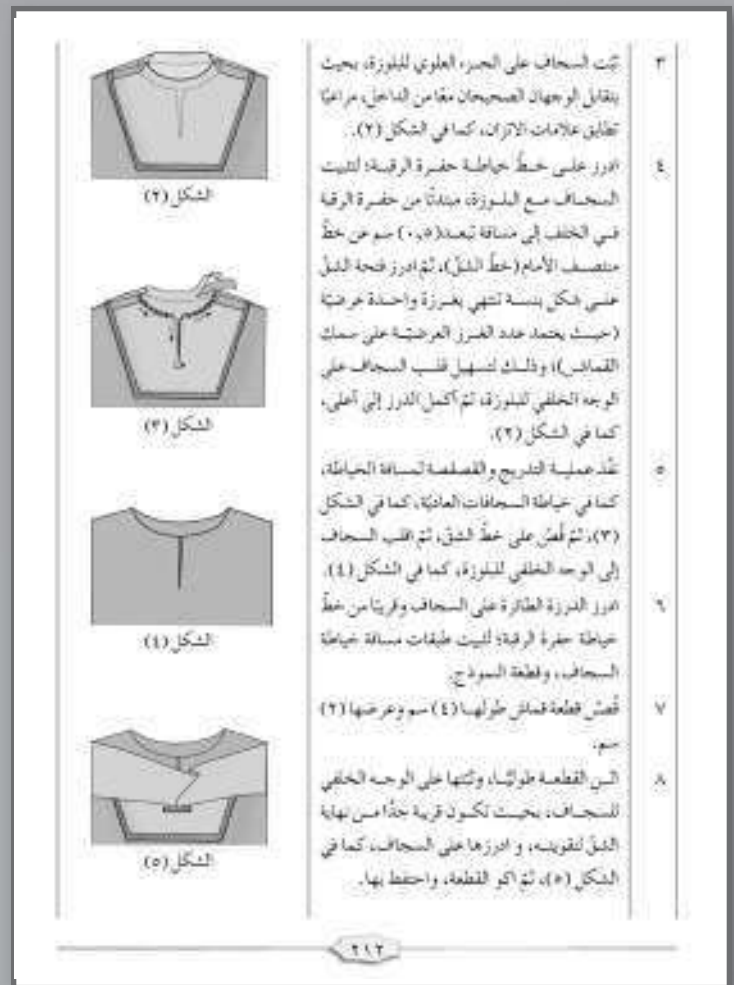 ٣ ثبّت السجاف على الجزء العلوي للبلوزة، بحيث
يتقابل الوجهان الصحيحان معًا من الداخل، مراعيًا
تطابق علامات الاتزان، كما في الشكل (٢).
٤ ادرز على خطّ خياطة حفرة الرقبة؛ لتثبيت
السجاف مع البلوزة، مبتدئًا من حفرة الرقبة
في الخلف إلى مسافة تبعد (٠,٥) سم عن خطّ
منتصف الأمام (خطّ الشقّ)، ثمّ ادرز فتحة الشقّ
على شكل بنسة تنتهي بغرزة واحدة عرضيّة
(حيث يعتمد عدد الغرز العرضيّة على سمك
القماش)؛ وذلك لتسهيل قلب السجاف على
الوجه الخلفي للبلوزة، ثمّ أكمل الدرز إلى أعلى،
كما في الشكل (٢).
٥ نفّذ عملية التدريج والقصقصة لمسافة الخياطة،
كما في خياطة السجافات العاديّة، كما في الشكل
(٣)، ثمّ قُصّ على خطّ الشقّ، ثمّ اقلب السجاف
إلى الوجه الخلفي للبلوزة، كما في الشكل (٤).
٦ ادرز الدرزة الطائرة على السجاف وقريبًا من خطّ
خياطة حفرة الرقبة؛ لتثبيت طبقات مسافة خياطة
السجاف، وقطعة النموذج.
٧ قُصّ قطعة قماش طولها (٤) سم وعرضها (٢)
سم.
٨ اثن القطعة طوليًّا، وثبّتها على الوجه الخلفي
للسجاف، بحيث تكون قريبة جدًّا من نهاية
الشقّ لتقويته، و ادرزها على السجاف، كما في
الشكل (٥)، ثمّ اكو القطعة، واحتفظ بها.
الشكل (٢)
الشكل (٣)
الشكل (٤)
الشكل (٥)
٢١٢